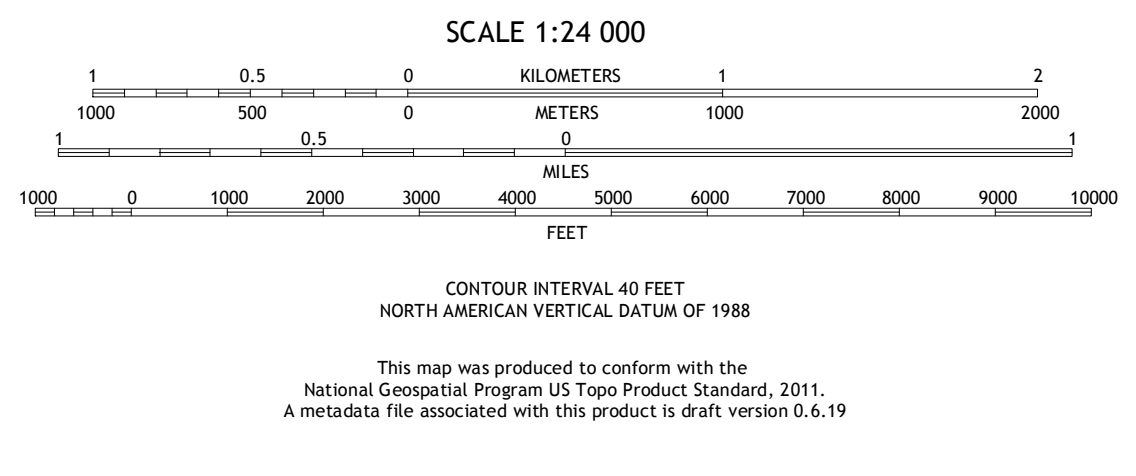 SCALE 1:24 000
1 0.5 0 KILOMETERS 1 2
1000 500 0 METERS 1000 2000
1 0.5 0 1
MILES
1000 0 1000 2000 3000 4000 5000 6000 7000 8000 9000 10000
FEET
CONTOUR INTERVAL 40 FEET
NORTH AMERICAN VERTICAL DATUM OF 1988
This map was produced to conform with the
National Geospatial Program US Topo Product Standard, 2011.
A metadata file associated with this product is draft version 0.6.19